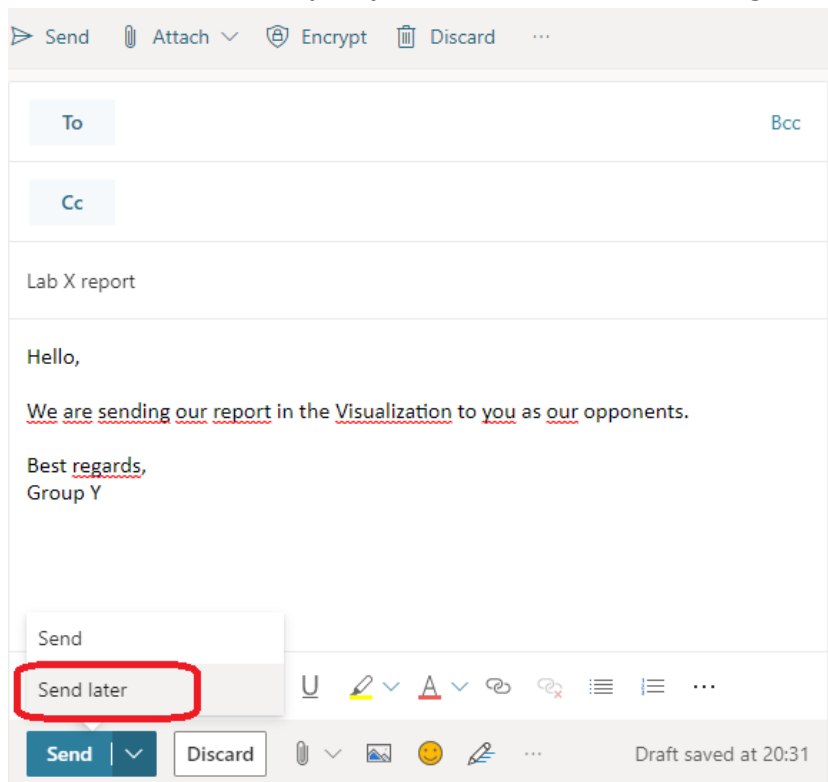 Send Attach Encrypt Discard ...
To Bcc
Cc
Lab X report
Hello,
We are sending our report in the Visualization to you as our opponents.
Best regards,
Group Y
Send
Send later
U A ...
Send Discard ... Draft saved at 20:31